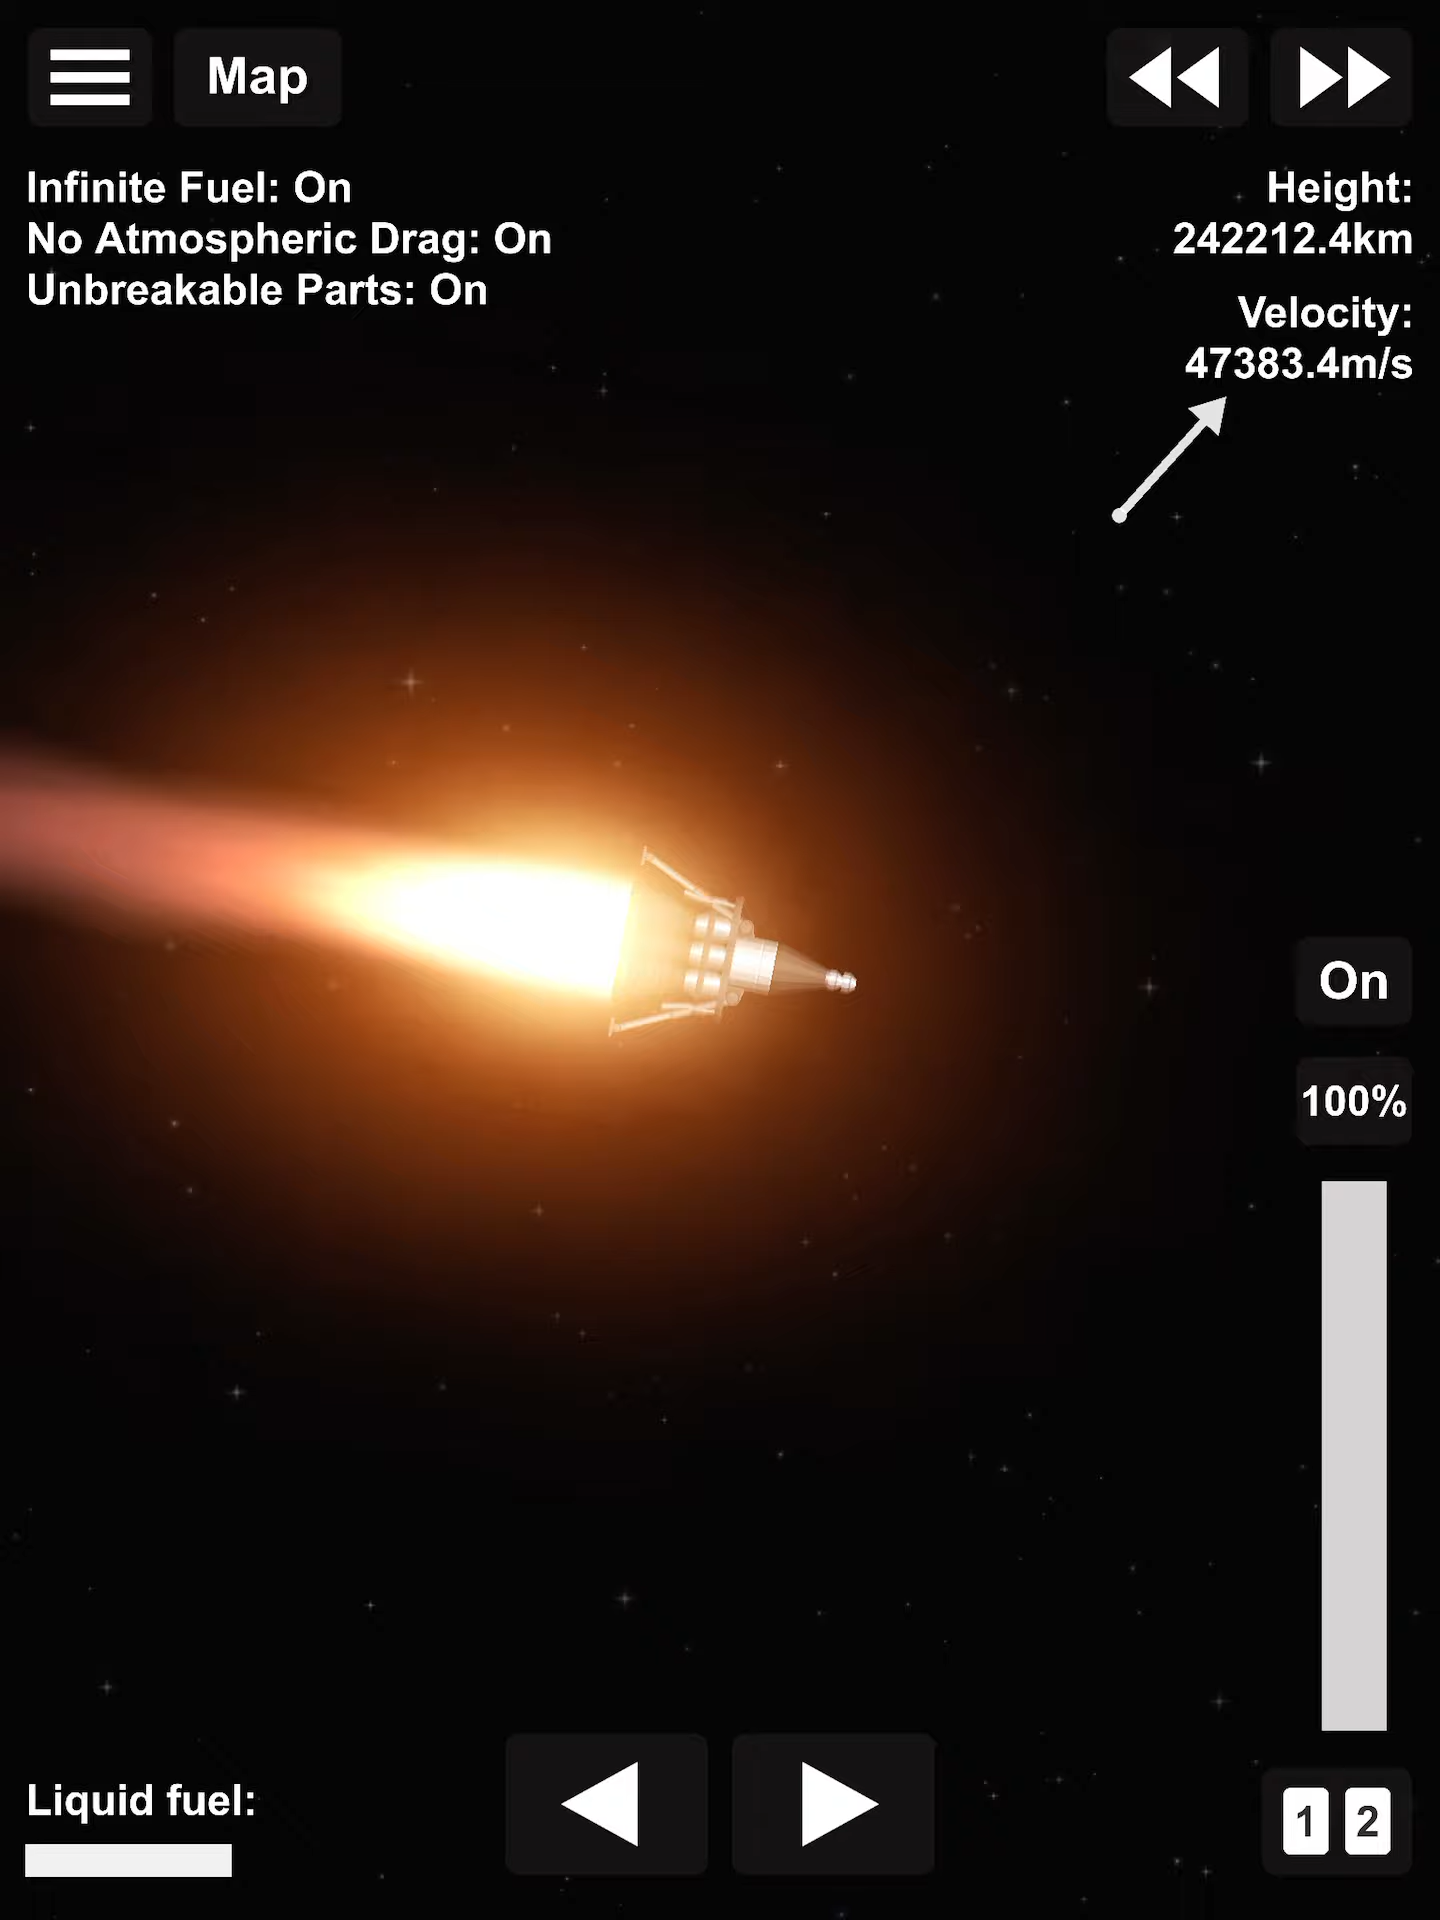 Map
Infinite Fuel: On
No Atmospheric Drag: On
Unbreakable Parts: On
Height:
242212.4km
Velocity:
47383.4m/s
On
100%
Liquid fuel:
1 2